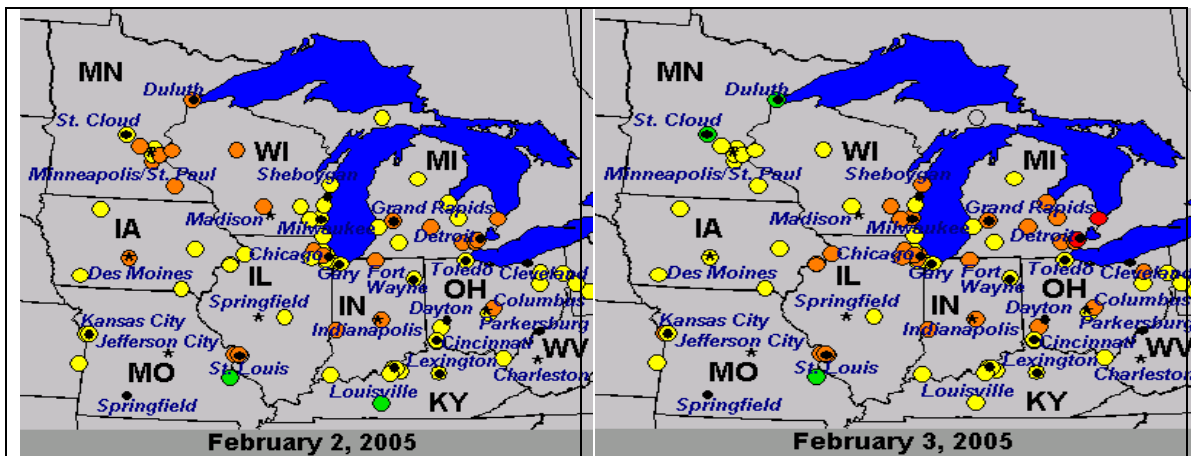 MN
Duluth
St. Cloud
WI
MI
Minneapolis/St. Paul
Sheboygan
Grand Rapids
Madison
Milwaukee
IA
Detroit
Chicago
Des Moines
IL
Gary
Fort Wayne
Toledo
Cleveland
OH
Springfield
IN
Columbus
Dayton
Kansas City
Indianapolis
Parkersburg
Jefferson City
Cincinnati
WV
St. Louis
Lexington
MO
Charleston
Louisville
Springfield
KY
February 2, 2005
MN
Duluth
St. Cloud
WI
MI
Minneapolis/St. Paul
Sheboygan
Grand Rapids
Madison
Milwaukee
IA
Detroit
Chicago
Des Moines
IL
Gary
Fort Wayne
Toledo
Cleveland
OH
Springfield
IN
Columbus
Dayton
Kansas City
Indianapolis
Parkersburg
Jefferson City
Cincinnati
WV
St. Louis
Lexington
MO
Charleston
Louisville
Springfield
KY
February 3, 2005